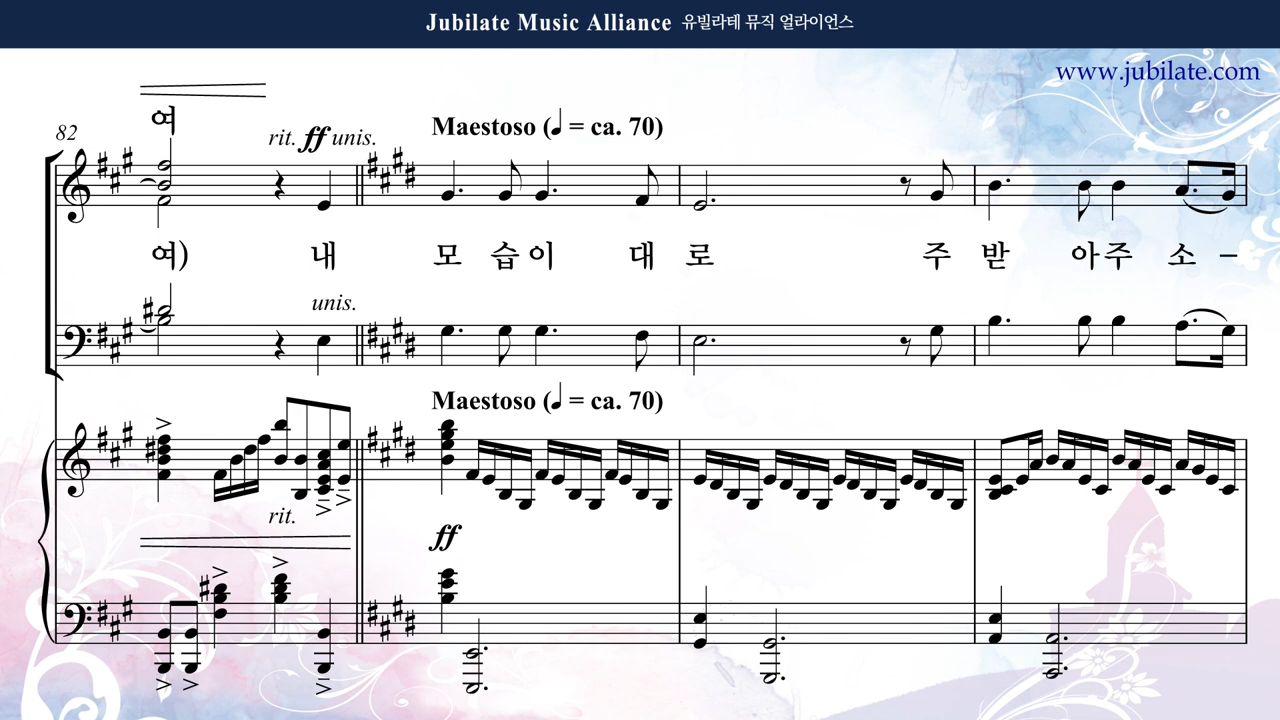 Jubilate Music Alliance 유빌라테 뮤직 얼라이언스
www.jubilate.com
여
82
rit. ff unis.
Maestoso (♩ = ca. 70)
여) 내 모 습 이 대 로 주 받 아 주 소 –
unis.
Maestoso (♩ = ca. 70)
rit.
ff